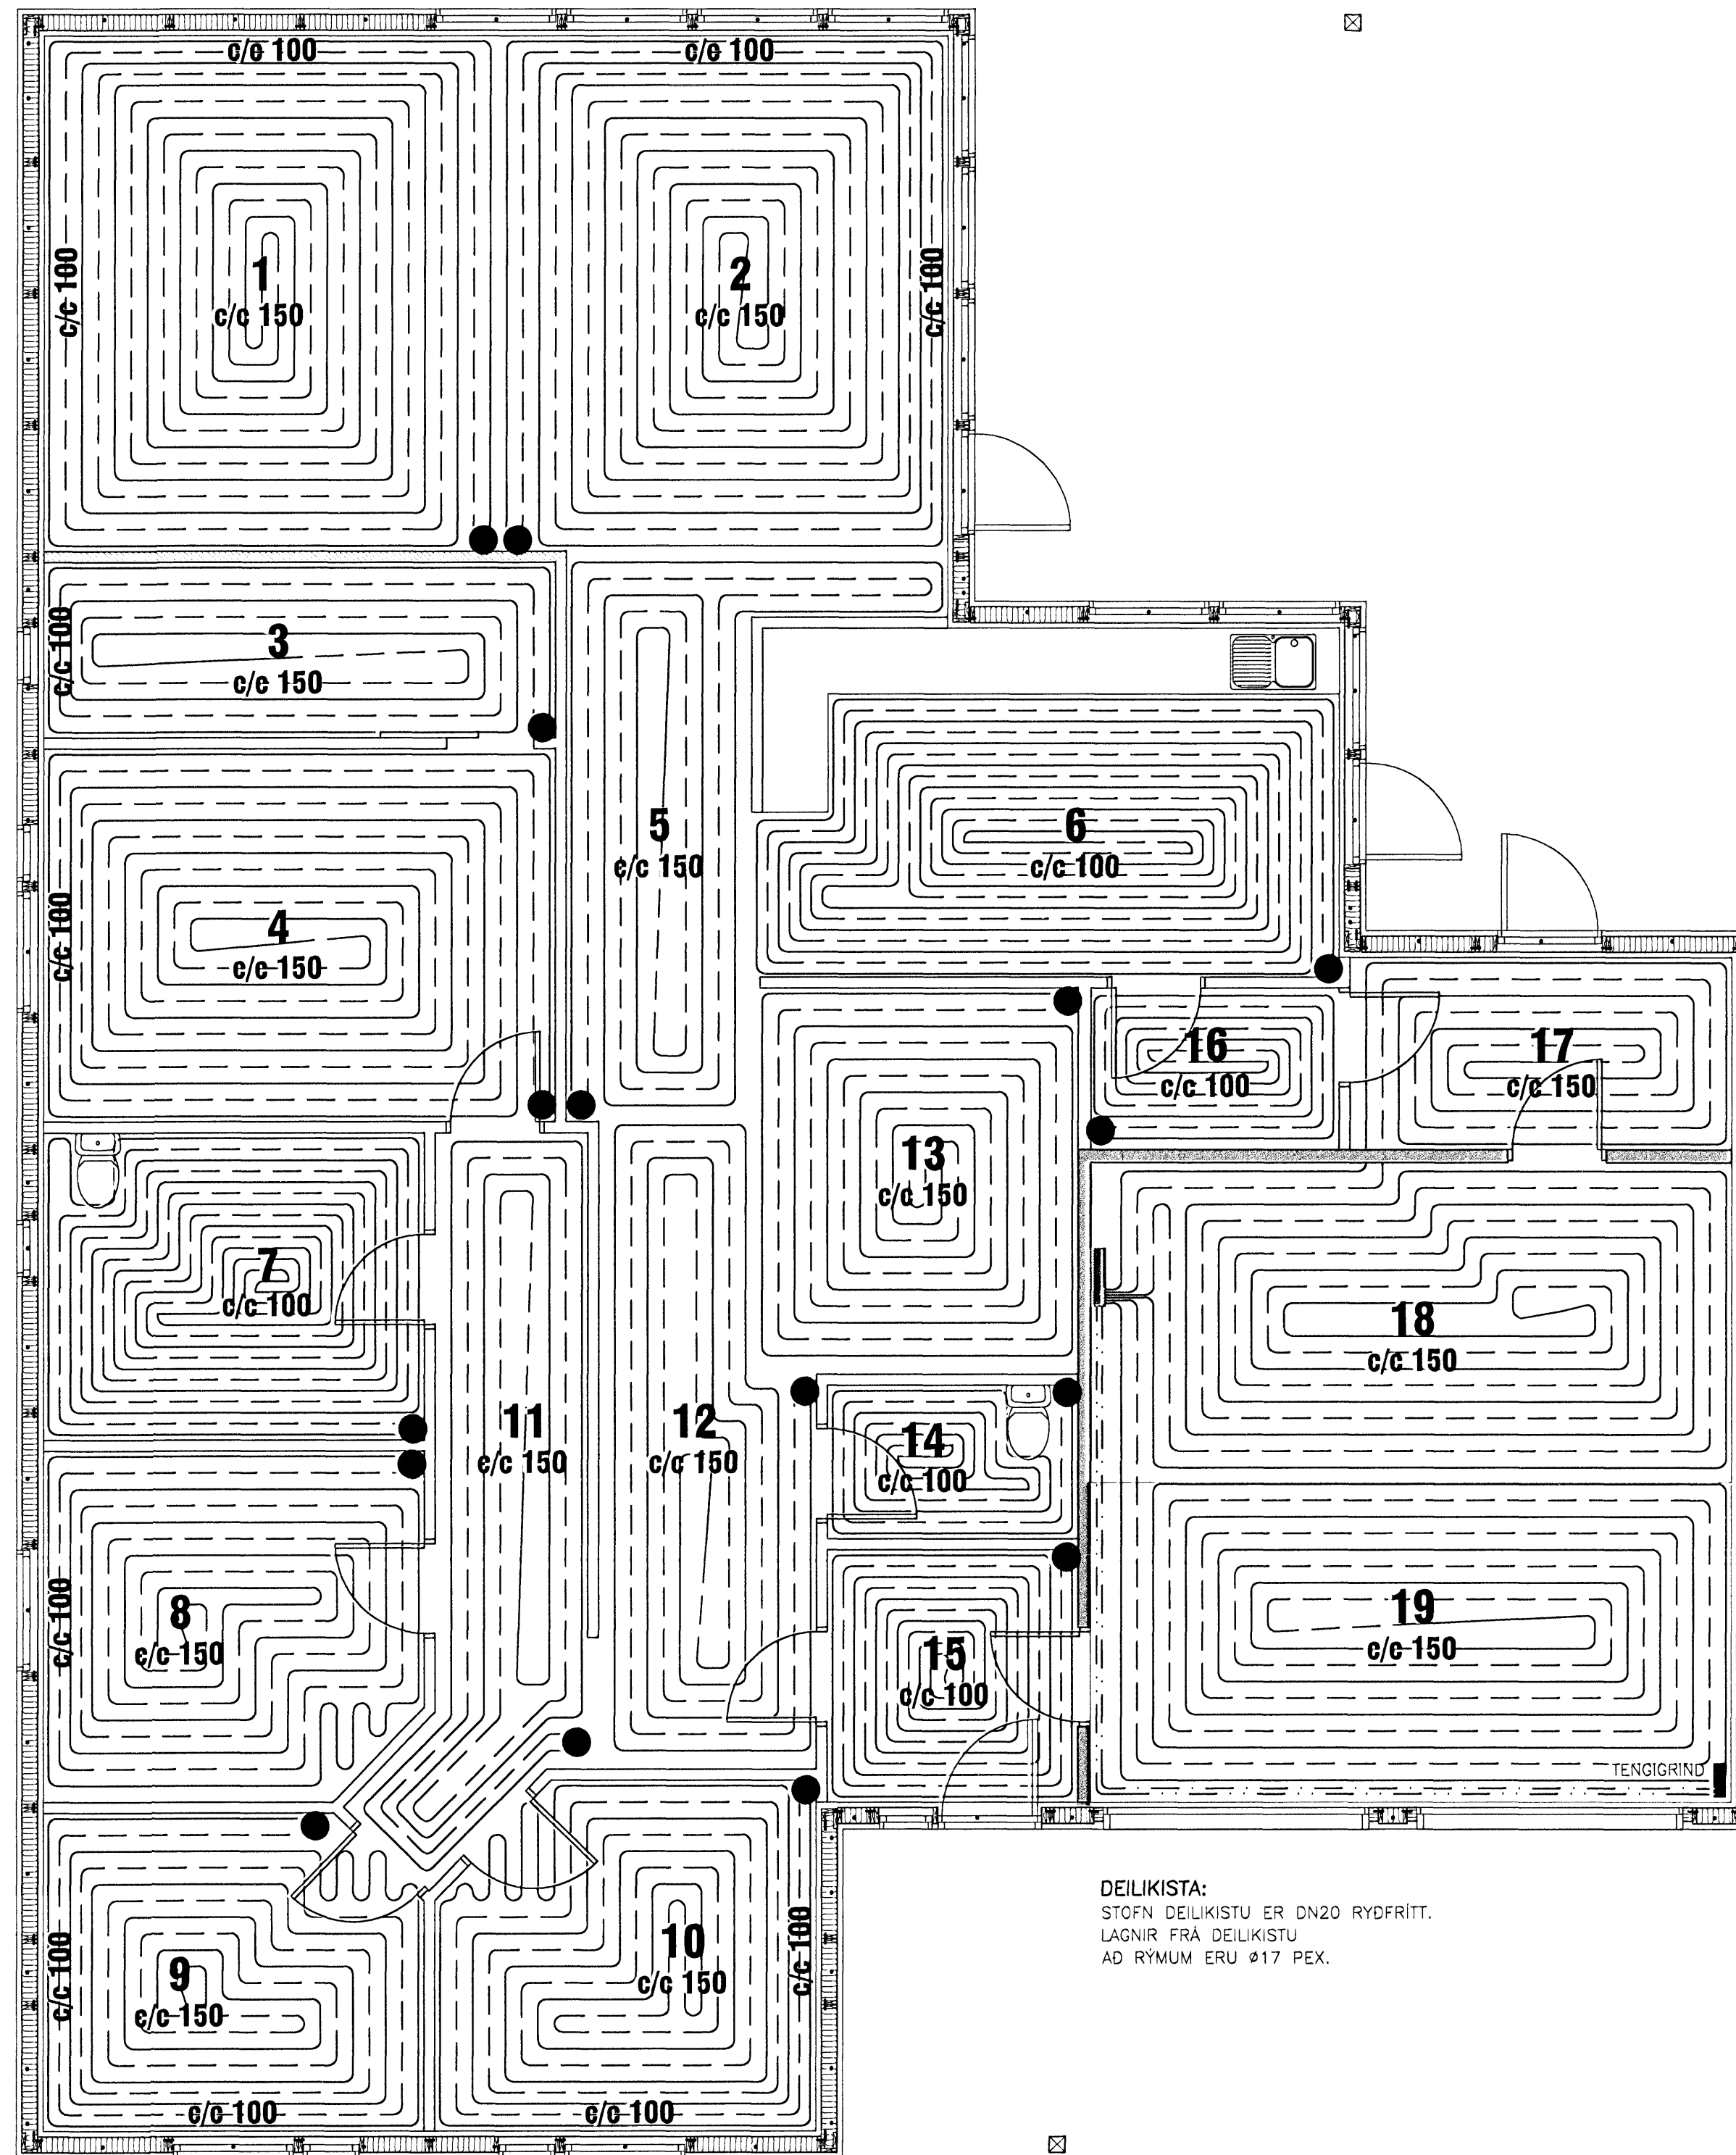 c/c 100
c/c 100
c/c 100
1
c/c 150
2
c/c 150
c/c 100
c/c 100
3
c/c 150
5
c/c 150
6
c/c 100
c/c 100
4
c/c 150
16
c/c 100
17
c/c 150
13
c/c 150
7
c/c 100
18
c/c 150
11
c/c 150
12
c/c 150
14
c/c 100
c/c 100
8
c/c 150
19
c/c 150
15
c/c 100
TENGIGRIND
c/c 100
9
c/c 150
10
c/c 150
c/c 100
c/c 100
c/c 100
DEILIKISTA:
STOFN DEILIKISTU ER DN20 RYÐFRÍTT.
LAGNIR FRÁ DEILIKISTU
AÐ RÝMUM ERU Ø17 PEX.